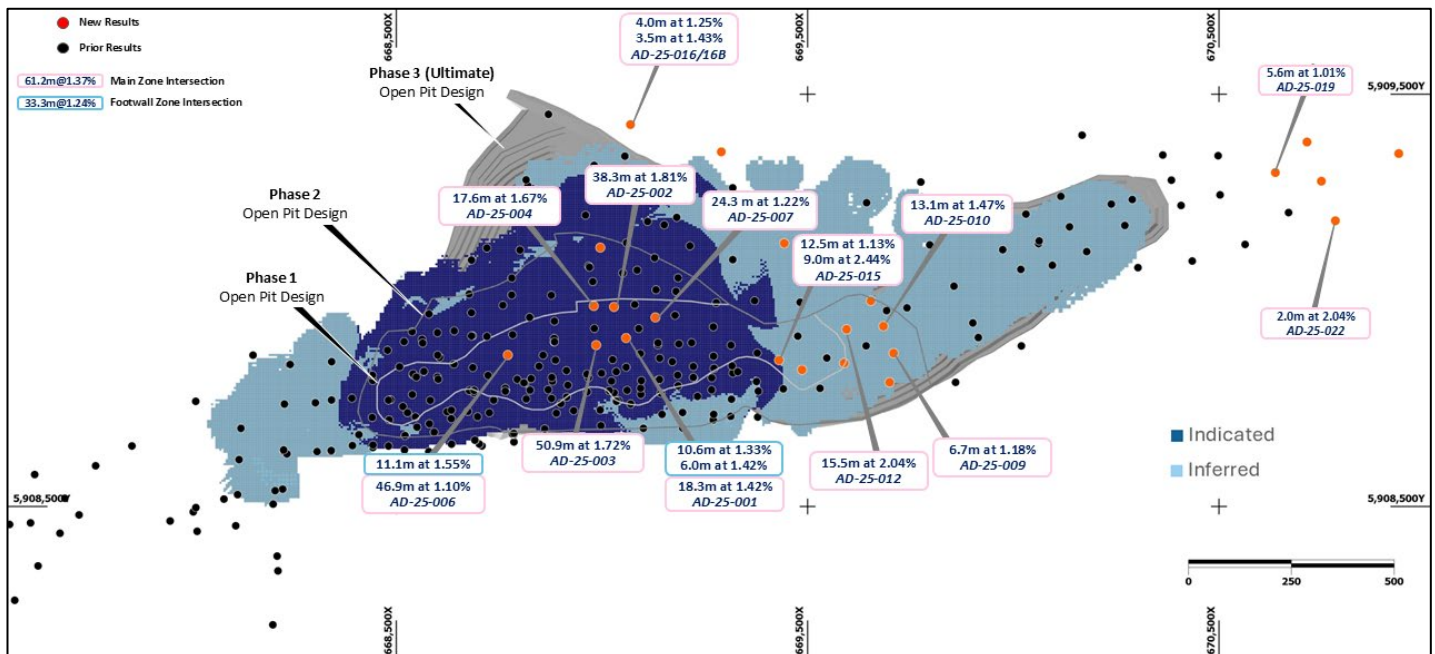 New Results
Prior Results
61.2m@1.37% Main Zone Intersection
33.3m@1.24% Footwall Zone Intersection
668,500X
669,500X
670,500X
4.0m at 1.25%
3.5m at 1.43%
AD-25-016/16B
Phase 3 (Ultimate)
Open Pit Design
5.6m at 1.01%
AD-25-019
5,909,500Y
38.3m at 1.81%
AD-25-002
17.6m at 1.67%
AD-25-004
24.3 m at 1.22%
AD-25-007
13.1m at 1.47%
AD-25-010
Phase 2
Open Pit Design
12.5m at 1.13%
9.0m at 2.44%
AD-25-015
Phase 1
Open Pit Design
2.0m at 2.04%
AD-25-022
11.1m at 1.55%
46.9m at 1.10%
AD-25-006
50.9m at 1.72%
AD-25-003
10.6m at 1.33%
6.0m at 1.42%
18.3m at 1.42%
AD-25-001
15.5m at 2.04%
AD-25-012
6.7m at 1.18%
AD-25-009
Indicated
Inferred
5,908,500Y
5,908,500Y
0 250 500
668,500X
669,500X
670,500X